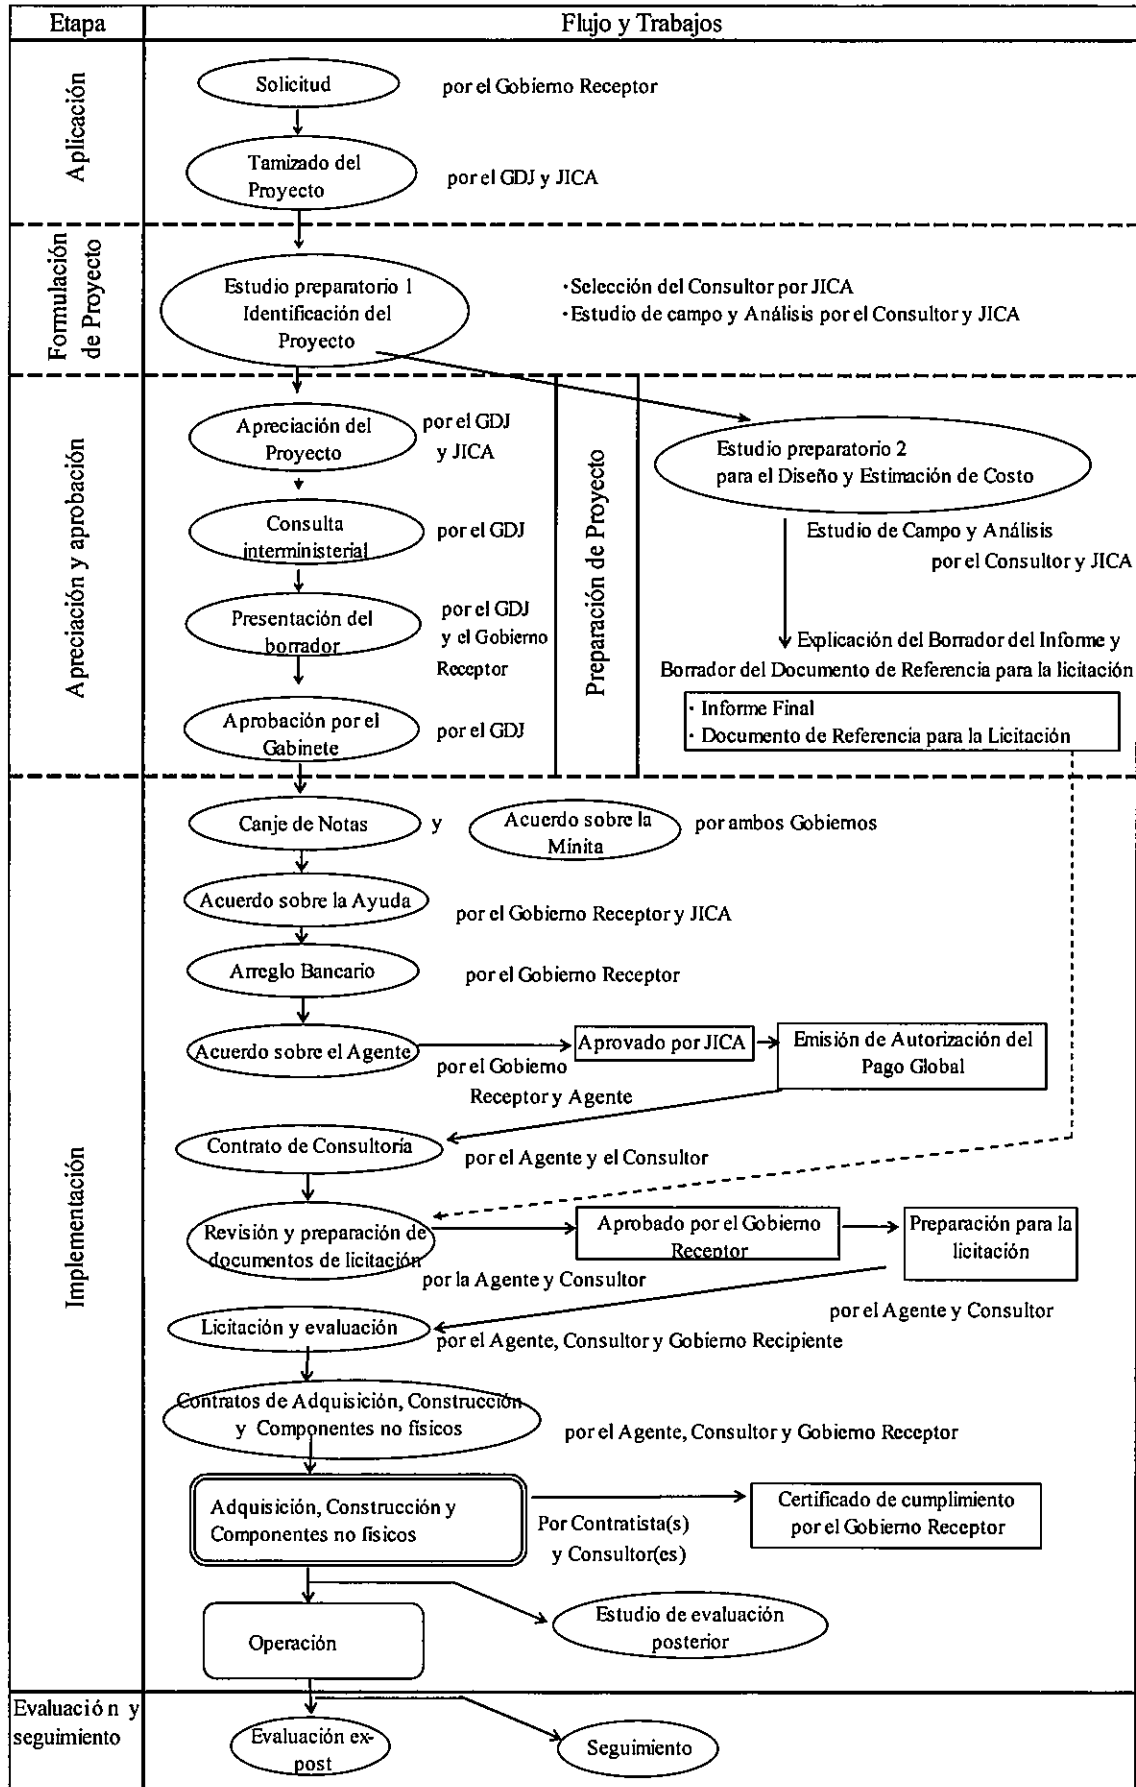 Etapa
Flujo y Trabajos
Aplicación
Solicitud
por el Gobierno Receptor
Tamizado del
Proyecto
por el GDJ y JICA
Formulación
de Proyecto
Estudio preparatorio 1
Identificación del
Proyecto
·Selección del Consultor por JICA
·Estudio de campo y Análisis por el Consultor y JICA
Apreciación y aprobación
Apreciación del
Proyecto
por el GDJ
y JICA
Consulta
interministerial
por el GDJ
Presentación del
borrador
por el GDJ
y el Gobierno
Receptor
Aprobación por el
Gabinete
por el GDJ
Preparación de Proyecto
Estudio preparatorio 2
para el Diseño y Estimación de Costo
Estudio de Campo y Análisis
por el Consultor y JICA
Explicación del Borrador del Informe y
Borrador del Documento de Referencia para la licitación
· Informe Final
· Documento de Referencia para la Licitación
Implementación
Canje de Notas
y
Acuerdo sobre la
Minita
por ambos Gobiernos
Acuerdo sobre la Ayuda
por el Gobierno Receptor y JICA
Arreglo Bancario
por el Gobierno Receptor
Acuerdo sobre el Agente
por el Gobierno
Receptor y Agente
Aprovado por JICA
Emisión de Autorización del
Pago Global
Contrato de Consultoría
por el Agente y el Consultor
Revisión y preparación de
documentos de licitación
por la Agente y Consultor
Aprobado por el Gobierno
Receptor
Preparación para la
licitación
por el Agente y Consultor
Licitación y evaluación
por el Agente, Consultor y Gobierno Recipiente
Contratos de Adquisición, Construcción
y Componentes no físicos
por el Agente, Consultor y Gobierno Receptor
Adquisición, Construcción y
Componentes no físicos
Por Contratista(s)
y Consultor(es)
Certificado de cumplimiento
por el Gobierno Receptor
Operación
Estudio de evaluación
posterior
Evaluación y
seguimiento
Evaluación ex-
post
Seguimiento